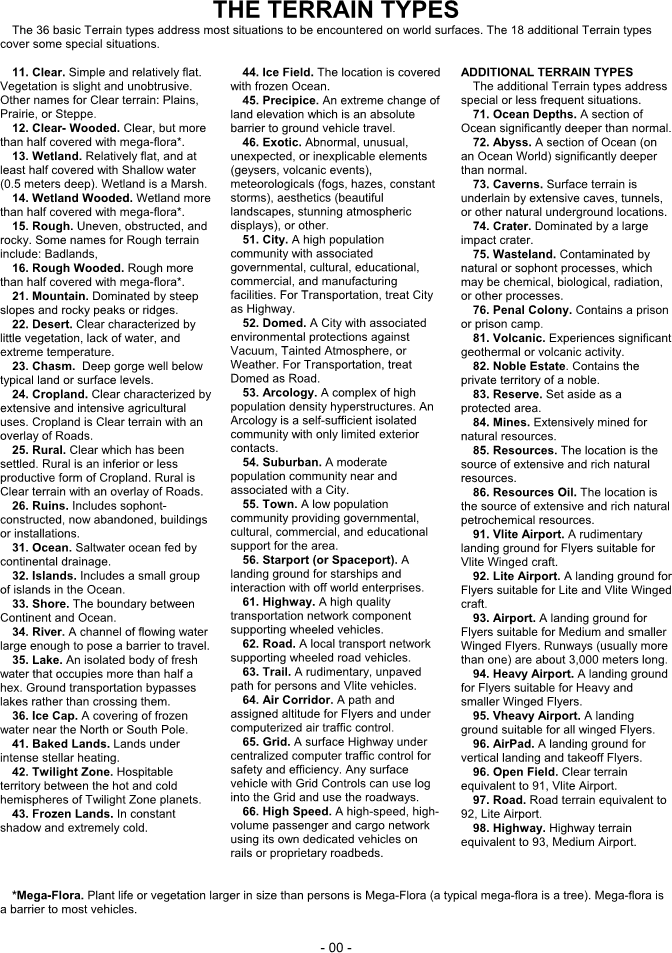 THE TERRAIN TYPES
The 36 basic Terrain types address most situations to be encountered on world surfaces. The 18 additional Terrain types
cover some special situations.
11. Clear. Simple and relatively flat.
Vegetation is slight and unobtrusive.
Other names for Clear terrain: Plains,
Prairie, or Steppe.
12. Clear- Wooded. Clear, but more
than half covered with mega-flora*.
13. Wetland. Relatively flat, and at
least half covered with Shallow water
(0.5 meters deep). Wetland is a Marsh.
14. Wetland Wooded. Wetland more
than half covered with mega-flora*.
15. Rough. Uneven, obstructed, and
rocky. Some names for Rough terrain
include: Badlands,
16. Rough Wooded. Rough more
than half covered with mega-flora*.
21. Mountain. Dominated by steep
slopes and rocky peaks or ridges.
22. Desert. Clear characterized by
little vegetation, lack of water, and
extreme temperature.
23. Chasm. Deep gorge well below
typical land or surface levels.
24. Cropland. Clear characterized by
extensive and intensive agricultural
uses. Cropland is Clear terrain with an
overlay of Roads.
25. Rural. Clear which has been
settled. Rural is an inferior or less
productive form of Cropland. Rural is
Clear terrain with an overlay of Roads.
26. Ruins. Includes sophont-
constructed, now abandoned, buildings
or installations.
31. Ocean. Saltwater ocean fed by
continental drainage.
32. Islands. Includes a small group
of islands in the Ocean.
33. Shore. The boundary between
Continent and Ocean.
34. River. A channel of flowing water
large enough to pose a barrier to travel.
35. Lake. An isolated body of fresh
water that occupies more than half a
hex. Ground transportation bypasses
lakes rather than crossing them.
36. Ice Cap. A covering of frozen
water near the North or South Pole.
41. Baked Lands. Lands under
intense stellar heating.
42. Twilight Zone. Hospitable
territory between the hot and cold
hemispheres of Twilight Zone planets.
43. Frozen Lands. In constant
shadow and extremely cold.
44. Ice Field. The location is covered
with frozen Ocean.
45. Precipice. An extreme change of
land elevation which is an absolute
barrier to ground vehicle travel.
46. Exotic. Abnormal, unusual,
unexpected, or inexplicable elements
(geysers, volcanic events),
meteorologicals (fogs, hazes, constant
storms), aesthetics (beautiful
landscapes, stunning atmospheric
displays), or other.
51. City. A high population
community with associated
governmental, cultural, educational,
commercial, and manufacturing
facilities. For Transportation, treat City
as Highway.
52. Domed. A City with associated
environmental protections against
Vacuum, Tainted Atmosphere, or
Weather. For Transportation, treat
Domed as Road.
53. Arcology. A complex of high
population density hyperstructures. An
Arcology is a self-sufficient isolated
community with only limited exterior
contacts.
54. Suburban. A moderate
population community near and
associated with a City.
55. Town. A low population
community providing governmental,
cultural, commercial, and educational
support for the area.
56. Starport (or Spaceport). A
landing ground for starships and
interaction with off world enterprises.
61. Highway. A high quality
transportation network component
supporting wheeled vehicles.
62. Road. A local transport network
supporting wheeled road vehicles.
63. Trail. A rudimentary, unpaved
path for persons and Vlite vehicles.
64. Air Corridor. A path and
assigned altitude for Flyers and under
computerized air traffic control.
65. Grid. A surface Highway under
centralized computer traffic control for
safety and efficiency. Any surface
vehicle with Grid Controls can use log
into the Grid and use the roadways.
66. High Speed. A high-speed, high-
volume passenger and cargo network
using its own dedicated vehicles on
rails or proprietary roadbeds.
ADDITIONAL TERRAIN TYPES
The additional Terrain types address
special or less frequent situations.
71. Ocean Depths. A section of
Ocean significantly deeper than normal.
72. Abyss. A section of Ocean (on
an Ocean World) significantly deeper
than normal.
73. Caverns. Surface terrain is
underlain by extensive caves, tunnels,
or other natural underground locations.
74. Crater. Dominated by a large
impact crater.
75. Wasteland. Contaminated by
natural or sophont processes, which
may be chemical, biological, radiation,
or other processes.
76. Penal Colony. Contains a prison
or prison camp.
81. Volcanic. Experiences significant
geothermal or volcanic activity.
82. Noble Estate. Contains the
private territory of a noble.
83. Reserve. Set aside as a
protected area.
84. Mines. Extensively mined for
natural resources.
85. Resources. The location is the
source of extensive and rich natural
resources.
86. Resources Oil. The location is
the source of extensive and rich natural
petrochemical resources.
91. Vlite Airport. A rudimentary
landing ground for Flyers suitable for
Vlite Winged craft.
92. Lite Airport. A landing ground for
Flyers suitable for Lite and Vlite Winged
craft.
93. Airport. A landing ground for
Flyers suitable for Medium and smaller
Winged Flyers. Runways (usually more
than one) are about 3,000 meters long.
94. Heavy Airport. A landing ground
for Flyers suitable for Heavy and
smaller Winged Flyers.
95. Vheavy Airport. A landing
ground suitable for all winged Flyers.
96. AirPad. A landing ground for
vertical landing and takeoff Flyers.
96. Open Field. Clear terrain
equivalent to 91, Vlite Airport.
97. Road. Road terrain equivalent to
92, Lite Airport.
98. Highway. Highway terrain
equivalent to 93, Medium Airport.
*Mega-Flora. Plant life or vegetation larger in size than persons is Mega-Flora (a typical mega-flora is a tree). Mega-flora is
a barrier to most vehicles.
- 00 -